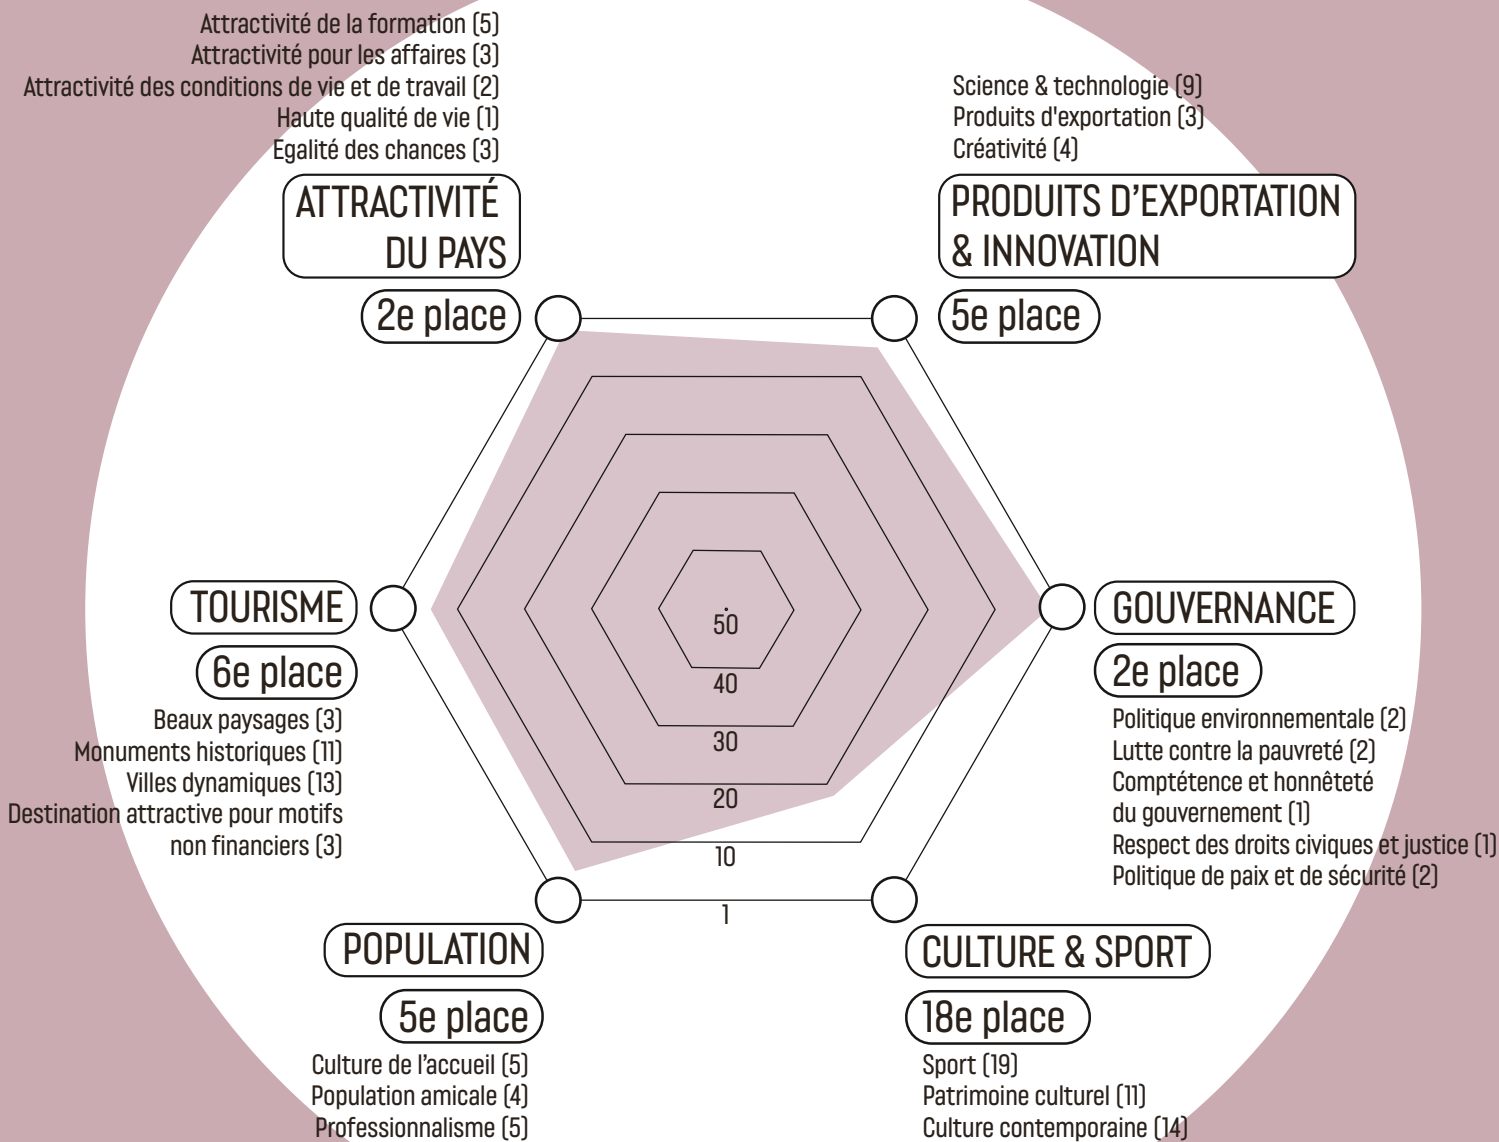 Attractivité de la formation (5)
Attractivité pour les affaires (3)
Attractivité des conditions de vie et de travail (2)
Haute qualité de vie (1)
Egalité des chances (3)
ATTRACTIVITÉ
DU PAYS
2e place
Science & technologie (9)
Produits d'exportation (3)
Créativité (4)
PRODUITS D'EXPORTATION
& INNOVATION
5e place
50
40
30
20
10
1
TOURISME
6e place
Beaux paysages (3)
Monuments historiques (11)
Villes dynamiques (13)
Destination attractive pour motifs
non financiers (3)
GOUVERNANCE
2e place
Politique environnementale (2)
Lutte contre la pauvreté (2)
Comptétence et honnêteté
du gouvernement (1)
Respect des droits civiques et justice (1)
Politique de paix et de sécurité (2)
POPULATION
5e place
Culture de l'accueil (5)
Population amicale (4)
Professionnalisme (5)
CULTURE & SPORT
18e place
Sport (19)
Patrimoine culturel (11)
Culture contemporaine (14)